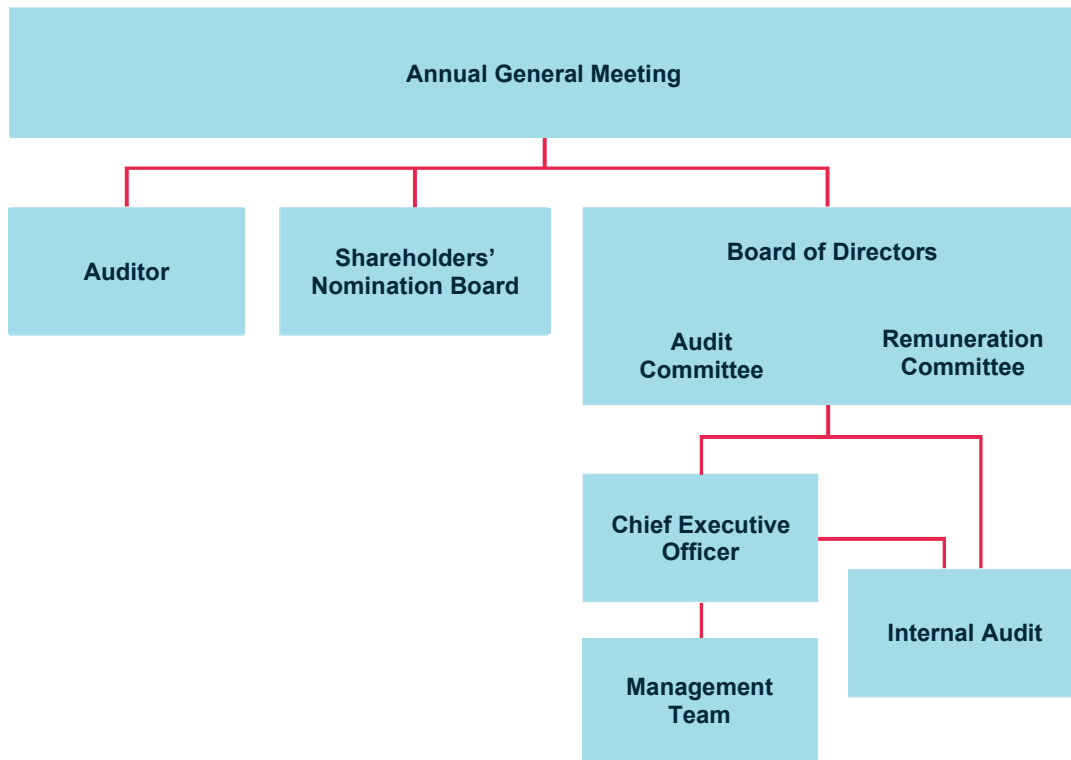 Annual General Meeting
Auditor
Shareholders’
Nomination Board
Board of Directors
Audit
Committee
Remuneration
Committee
Chief Executive
Officer
Internal Audit
Management
Team